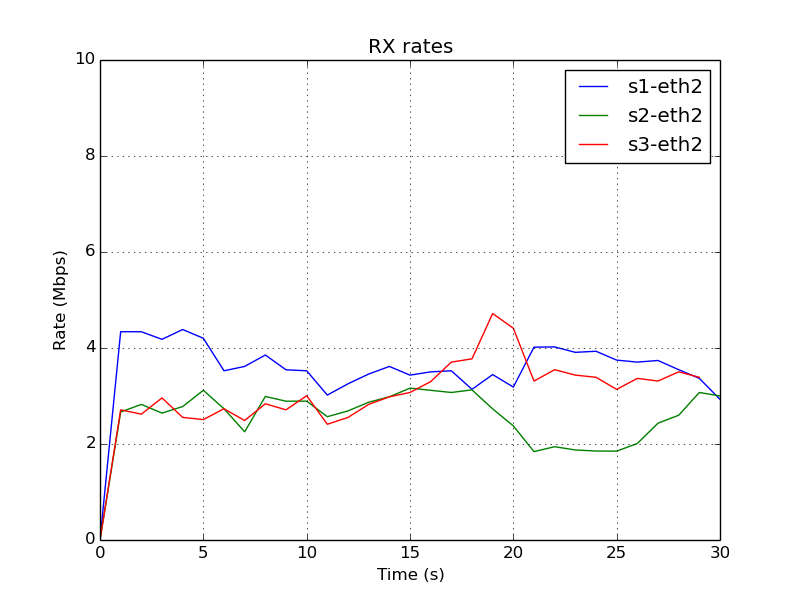 RX rates
10
8
6
4
2
0
Rate (Mbps)
s1-eth2
s2-eth2
s3-eth2
0 5 10 15 20 25 30
Time (s)